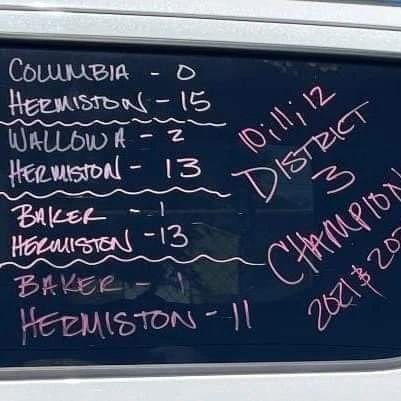 COLUMBIA - 0
HERMISTON - 15
WALLOWA - 2
HERMISTON - 13
BAKER - 1
HERMISTON - 13
BAKER - 1
HERMISTON - 11
10; 11; 12
DISTRICT
3
CHAMPION
2021 &